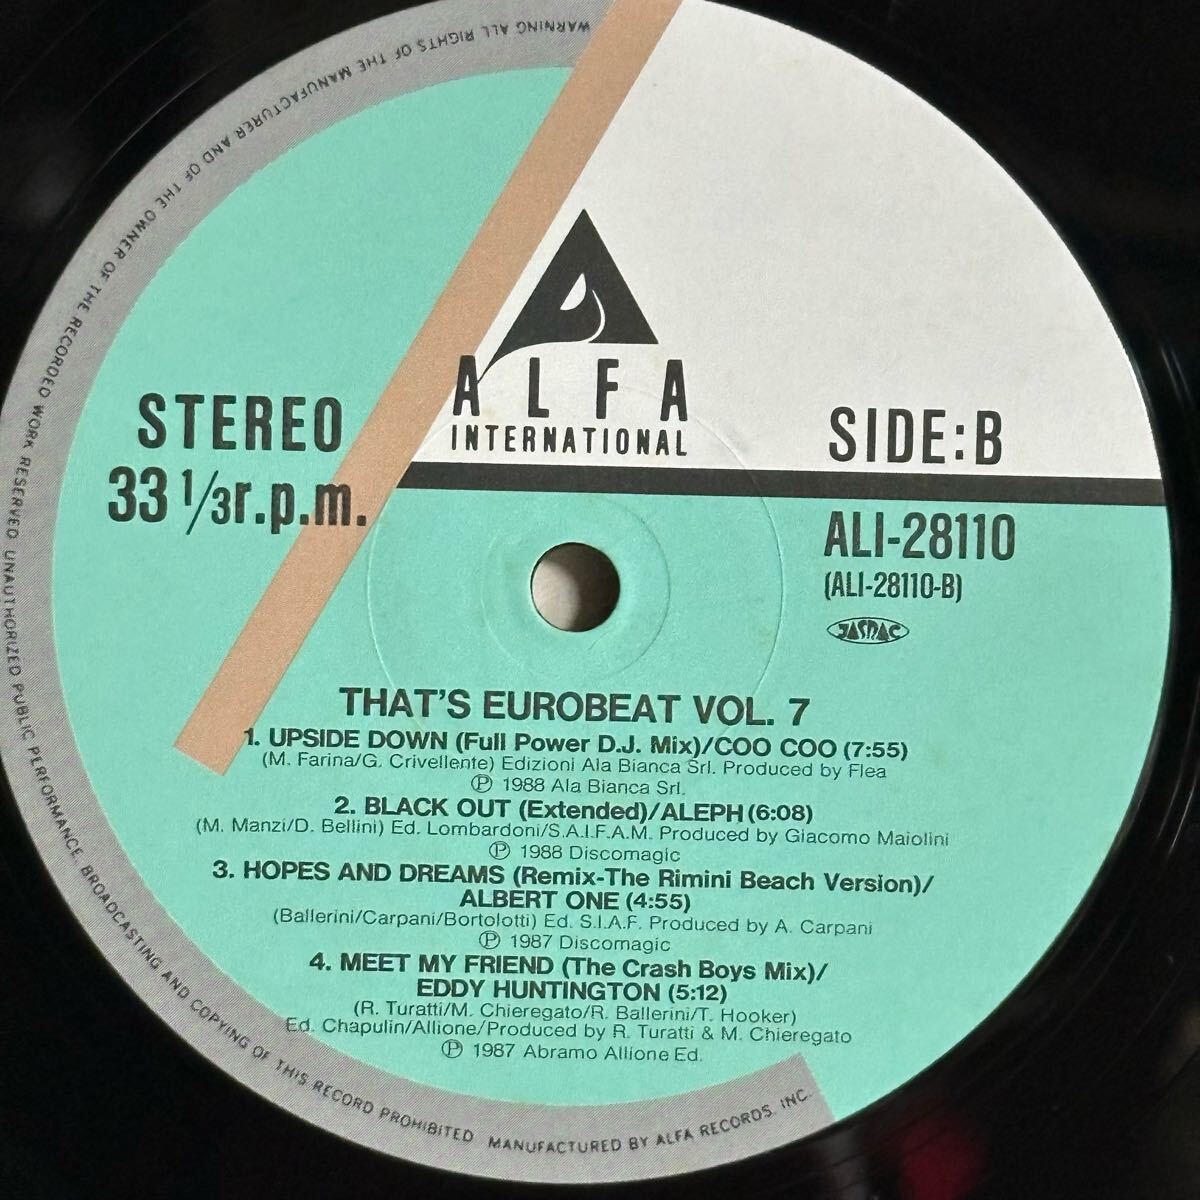 WARNING ALL RIGHTS OF THE MANUFACTURER AND OF THE OWNER OF THE RECORDED WORK RESERVED. UNAUTHORIZED PUBLIC PERFORMANCE, BROADCASTING AND COPYING OF THIS RECORD PROHIBITED MANUFACTURED BY ALFA RECORDS. INC.
ALFA
INTERNATIONAL
STEREO
33 1/3r.p.m.
SIDE:B
ALI-28110
(ALI-28110-B)
JASRAC
THAT'S EUROBEAT VOL. 7
1. UPSIDE DOWN (Full Power D.J. Mix)/COO COO (7:55)
(M. Farina/G. Crivellente) Edizioni Ala Bianca Srl. Produced by Flea
Ⓟ 1988 Ala Bianca Srl.
2. BLACK OUT (Extended)/ALEPH (6:08)
(M. Manzi/D. Bellini) Ed. Lombardoni/S.A.I.F.A.M. Produced by Giacomo Maiolini
Ⓟ 1988 Discomagic
3. HOPES AND DREAMS (Remix-The Rimini Beach Version)/
ALBERT ONE (4:55)
(Ballerini/Carpani/Bortolotti) Ed. S.I.A.F. Produced by A. Carpani
Ⓟ 1987 Discomagic
4. MEET MY FRIEND (The Crash Boys Mix)/
EDDY HUNTINGTON (5:12)
(R. Turatti/M. Chieregato/R. Ballerini/T. Hooker)
Ed. Chapulin/Allione/Produced by R. Turatti & M. Chieregato
Ⓟ 1987 Abramo Allione Ed.